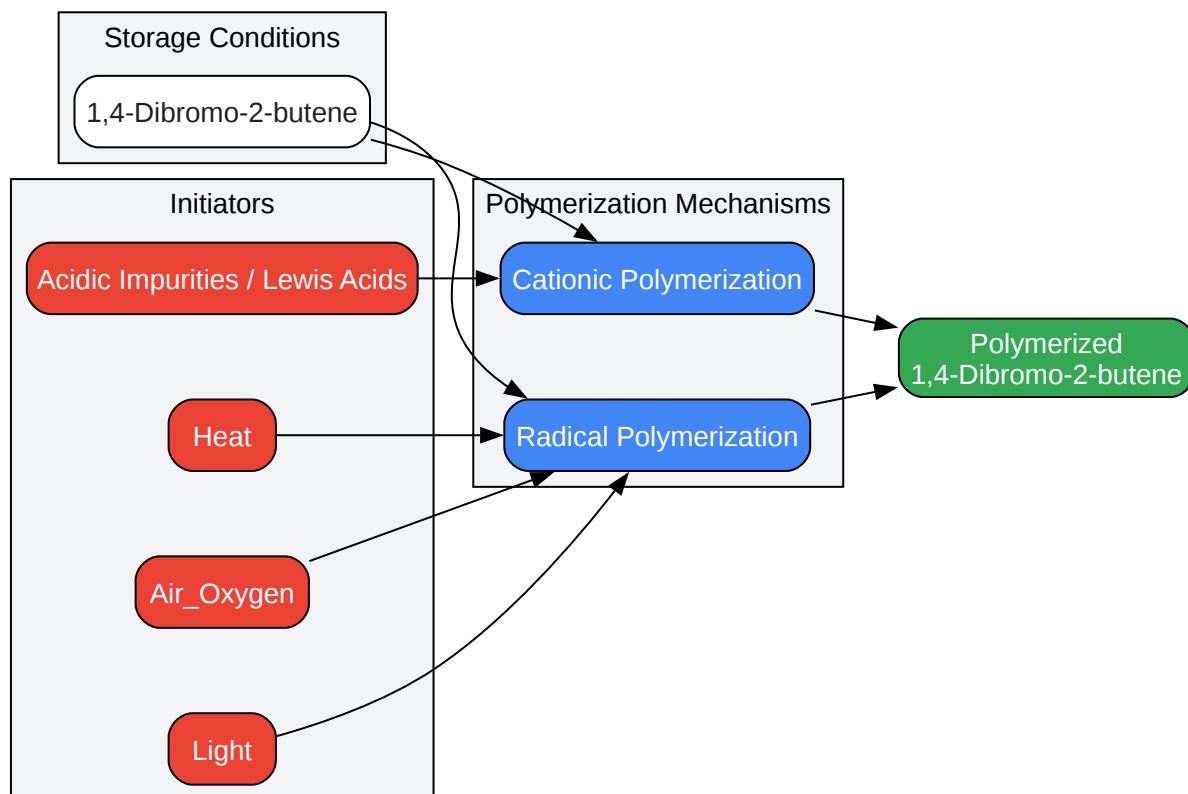 Storage Conditions
1,4-Dibromo-2-butene
Initiators
Acidic Impurities / Lewis Acids
Heat
Air_Oxygen
Light
Polymerization Mechanisms
Cationic Polymerization
Radical Polymerization
Polymerized
1,4-Dibromo-2-butene